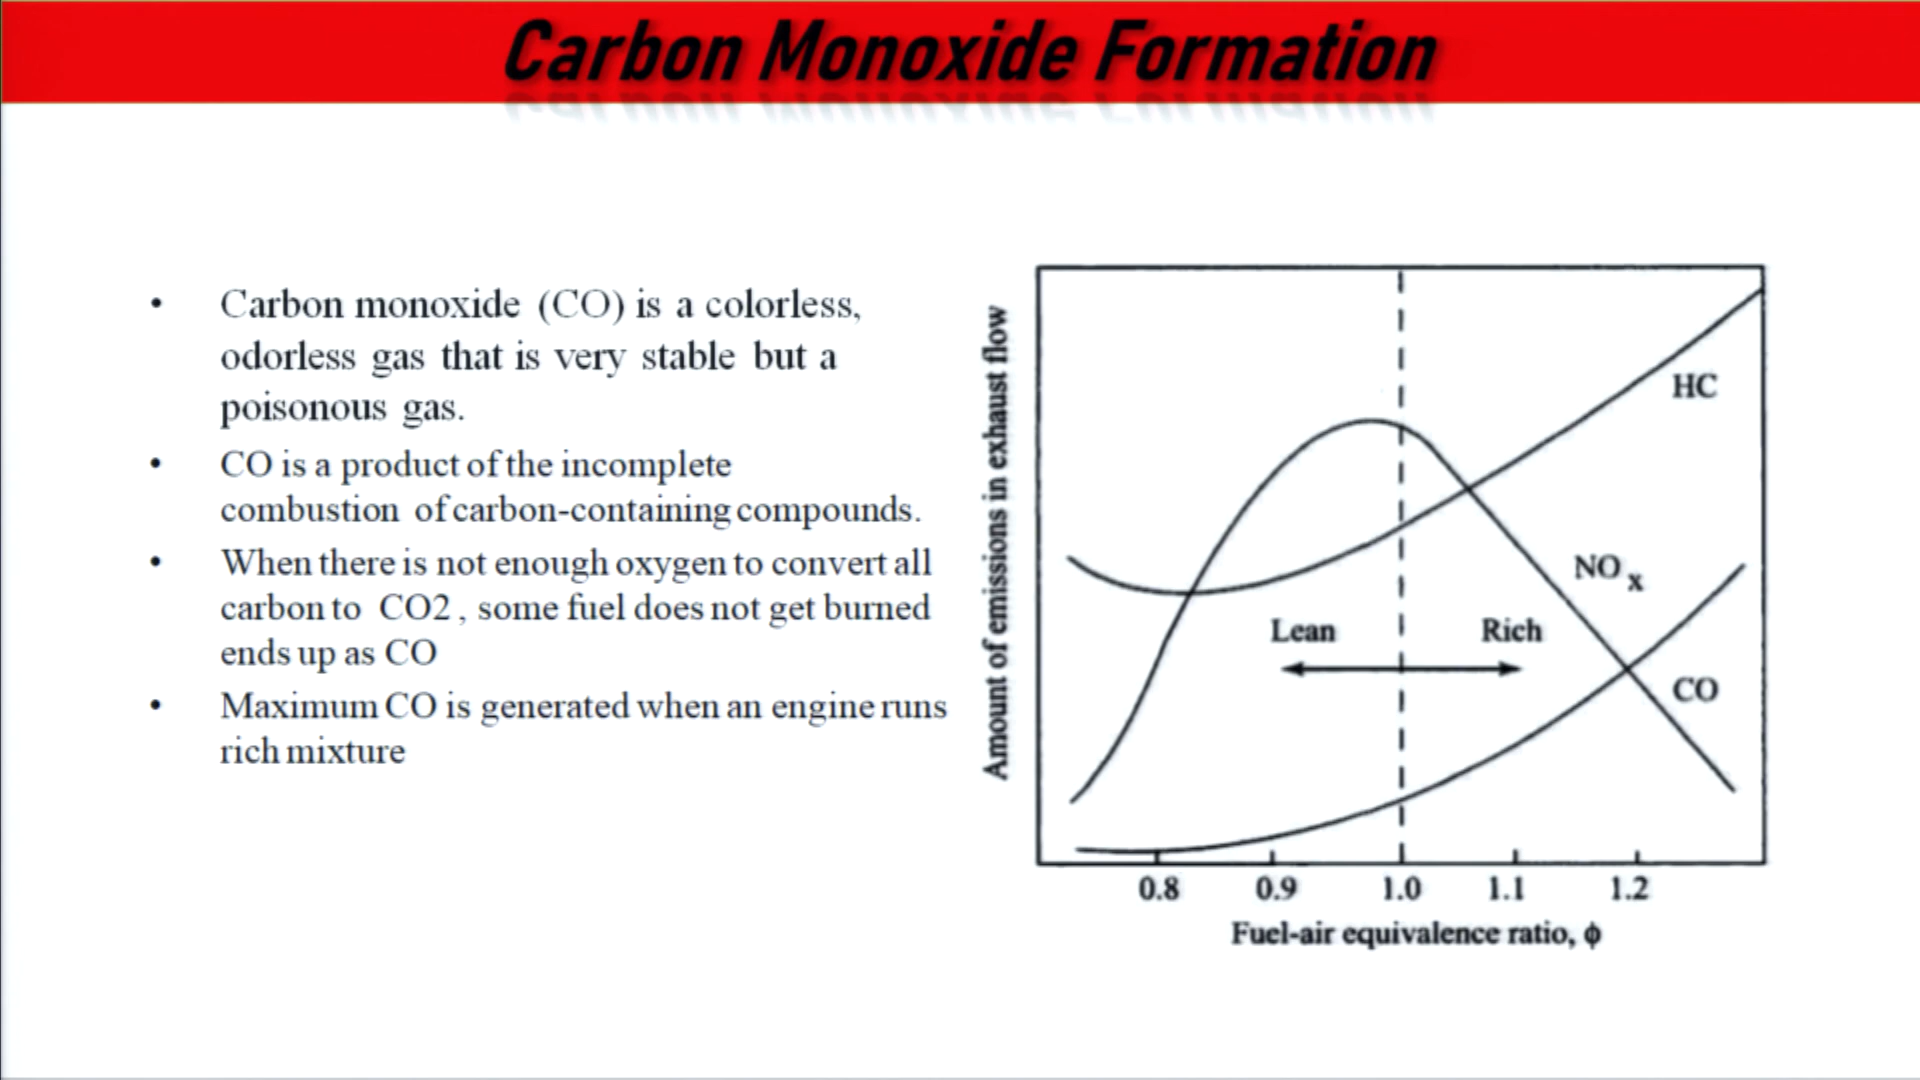 Carbon Monoxide Formation
• Carbon monoxide (CO) is a colorless,
odorless gas that is very stable but a
poisonous gas.
• CO is a product of the incomplete
combustion of carbon-containing compounds.
• When there is not enough oxygen to convert all
carbon to CO2 , some fuel does not get burned
ends up as CO
• Maximum CO is generated when an engine runs
rich mixture
Amount of emissions in exhaust flow
HC
NOx
Lean Rich
CO
0.8 0.9 1.0 1.1 1.2
Fuel-air equivalence ratio, ϕ